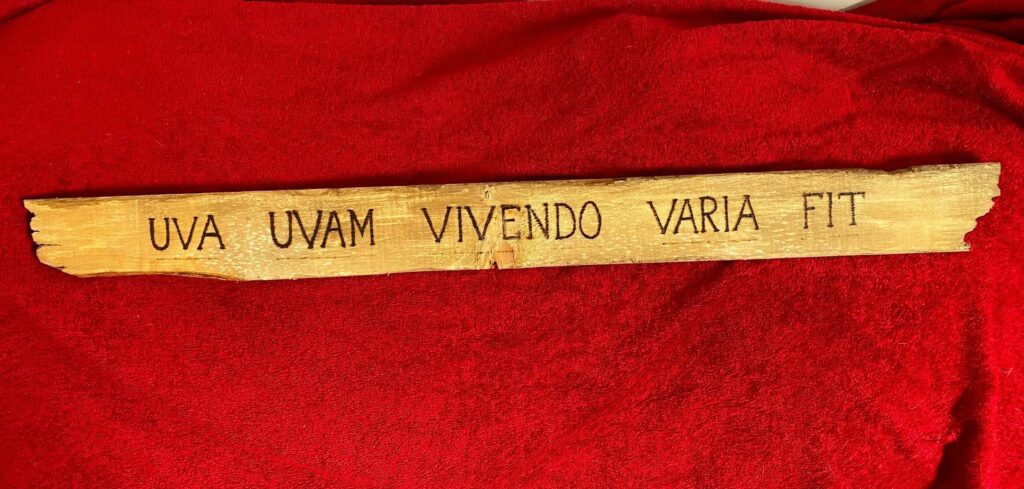 UVA UVAM VIVENDO VARIA FIT